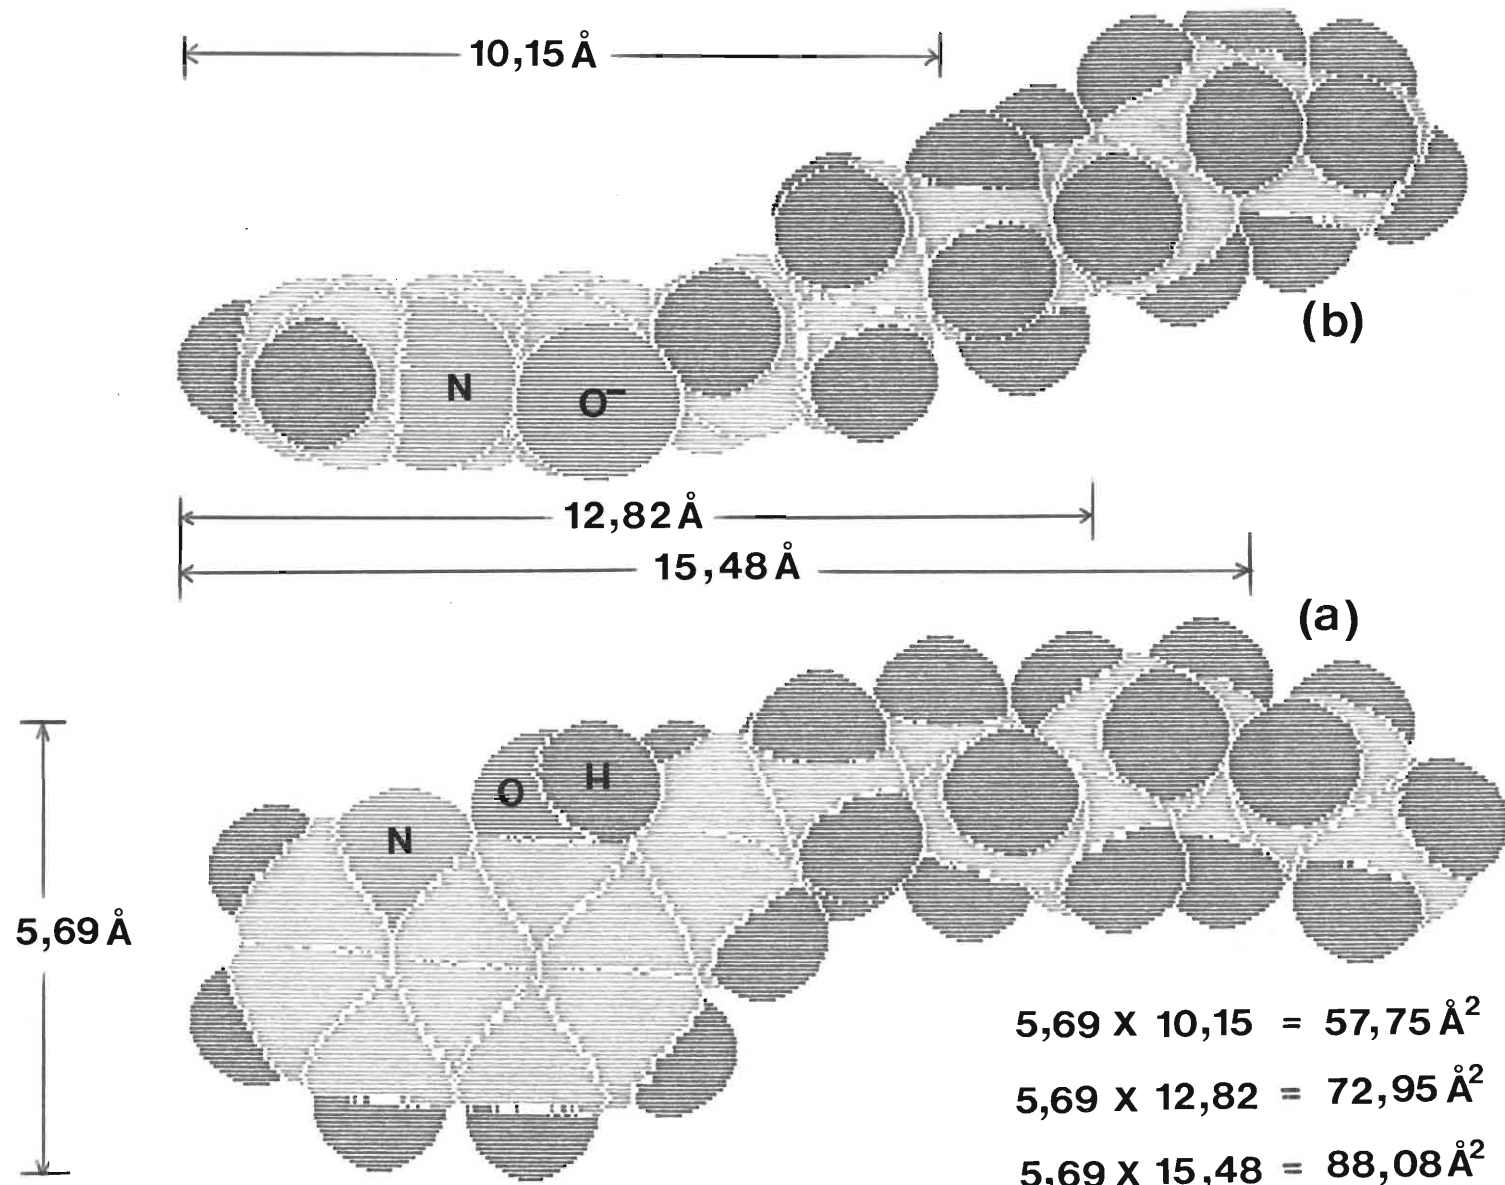 10,15 Å
N
O⁻
(b)
12,82 Å
15,48 Å
(a)
O H
N
5,69 Å
5,69 X 10,15 = 57,75 Å²
5,69 X 12,82 = 72,95 Å²
5,69 X 15,48 = 88,08 Å²